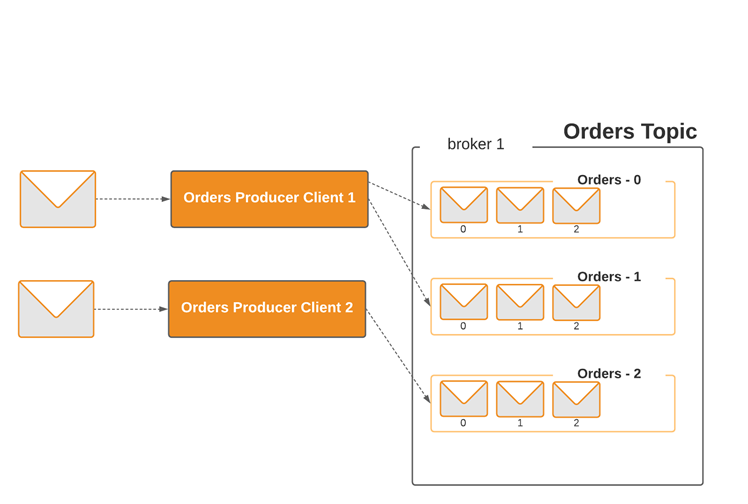 Orders Topic
broker 1
Orders - 0
0 1 2
Orders Producer Client 1
Orders - 1
0 1 2
Orders Producer Client 2
Orders - 2
0 1 2